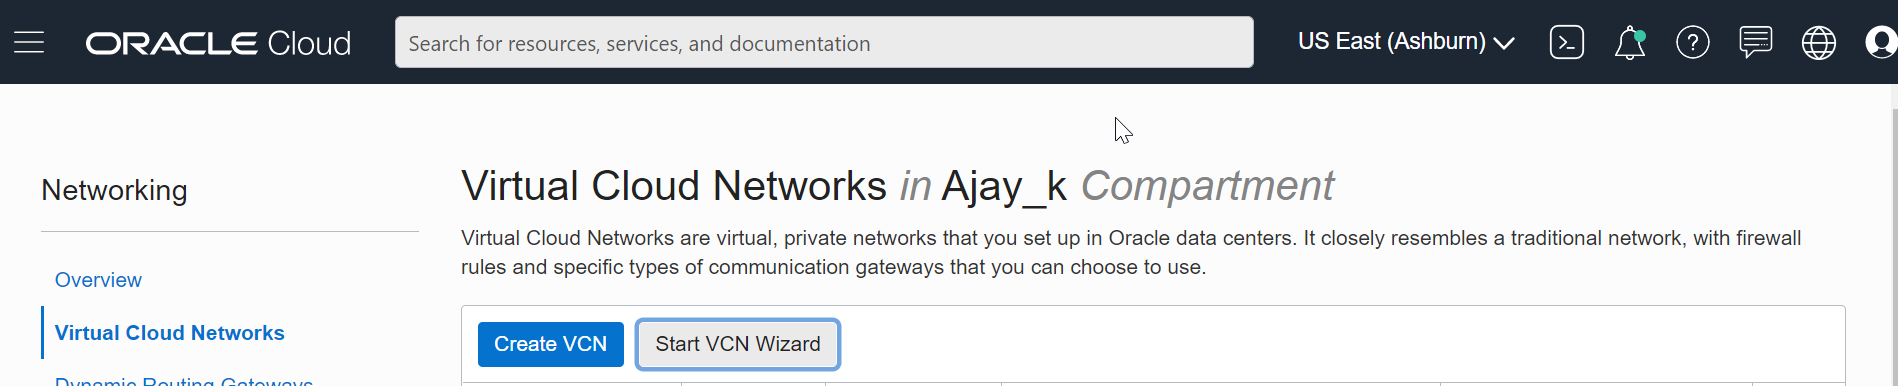 ORACLE Cloud
Search for resources, services, and documentation
US East (Ashburn)
Networking
Overview
Virtual Cloud Networks
Dynamic Routing Gateways
Virtual Cloud Networks in Ajay_k Compartment
Virtual Cloud Networks are virtual, private networks that you set up in Oracle data centers. It closely resembles a traditional network, with firewall
rules and specific types of communication gateways that you can choose to use.
Create VCN
Start VCN Wizard